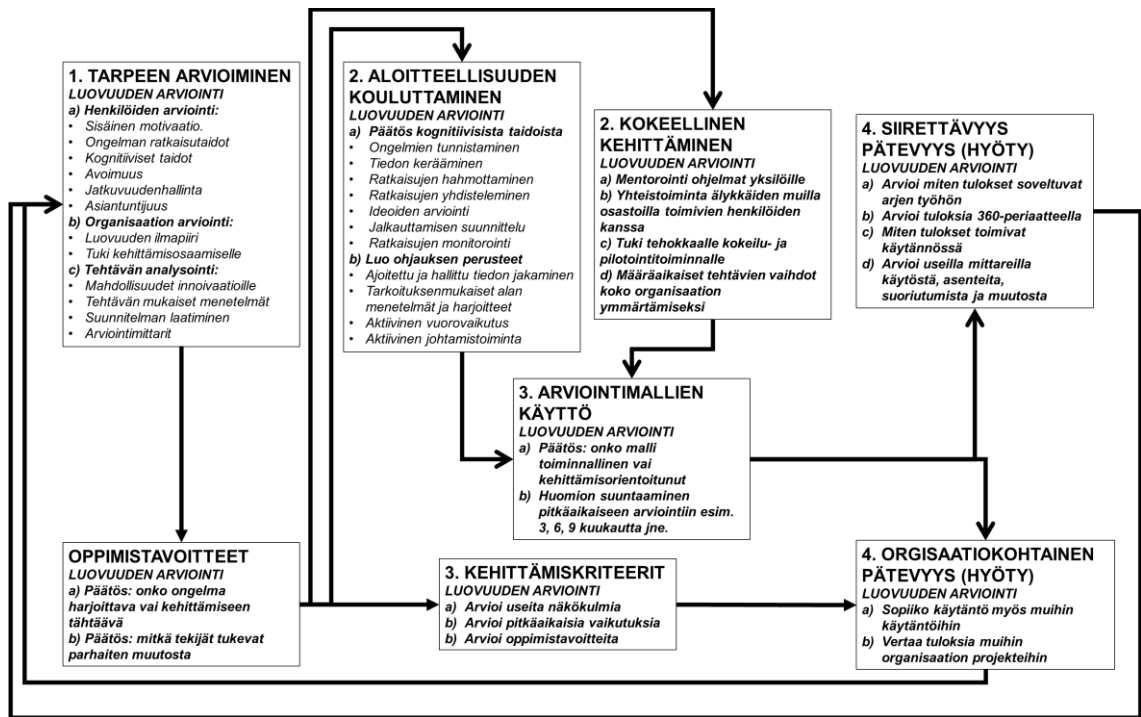 1. TARPEEN ARVIOIMINEN
LUOVUUDEN ARVIOINTI
a) Henkilöiden arviointi:
• Sisäinen motivaatio.
• Ongelman ratkaisutaidot
• Kognitiiviset taidot
• Avoimuus
• Jatkuvuudenhallinta
• Asiantuntijuus
b) Organisaation arviointi:
• Luovuuden ilmapiiri
• Tuki kehittämisosaamiselle
c) Tehtävän analysointi:
• Mahdollisuudet innoivaatioille
• Tehtävän mukaiset menetelmät
• Suunnitelman laatiminen
• Arviointimittarit
2. ALOITTEELLISUUDEN
KOULUTTAMINEN
LUOVUUDEN ARVIOINTI
a) Päätös kognitiivisista taidoista
• Ongelmien tunnistaminen
• Tiedon kerääminen
• Ratkaisujen hahmottaminen
• Ratkaisujen yhdisteleminen
• Ideoiden arviointi
• Jalkauttamisen suunnittelu
• Ratkaisujen monitorointi
b) Luo ohjauksen perusteet
• Ajoitettu ja hallittu tiedon jakaminen
• Tarkoituksenmukaiset alan
menetelmät ja harjoitteet
• Aktiivinen vuorovaikutus
• Aktiivinen johtamistoiminta
2. KOKEELLINEN
KEHITTÄMINEN
LUOVUUDEN ARVIOINTI
a) Mentorointi ohjelmat yksilöille
b) Yhteistoiminta älykkäiden muilla
osastoilla toimivien henkilöiden
kanssa
c) Tuki tehokkaalle kokeilu- ja
pilotointitoiminnalle
d) Määräaikaiset tehtävien vaihdot
koko organisaation
ymmärtämiseksi
4. SIIRETTÄVYYS
PÄTEVYYS (HYÖTY)
LUOVUUDEN ARVIOINTI
a) Arvioi miten tulokset soveltuvat
arjen työhön
b) Arvioi tuloksia 360-periaatteella
c) Miten tulokset toimivat
käytännössä
d) Arvioi useilla mittareilla
käytöstä, asenteita,
suoriutumista ja muutosta
3. ARVIOINTIMALLIEN
KÄYTTÖ
LUOVUUDEN ARVIOINTI
a) Päätös: onko malli
toiminnallinen vai
kehittämisorientoitunut
b) Huomion suuntaaminen
pitkäaikaiseen arviointiin esim.
3, 6, 9 kuukautta jne.
OPPIMISTAVOITTEET
LUOVUUDEN ARVIOINTI
a) Päätös: onko ongelma
harjoittava vai kehittämiseen
tähtäävä
b) Päätös: mitkä tekijät tukevat
parhaiten muutosta
3. KEHITTÄMISKRITEERIT
LUOVUUDEN ARVIOINTI
a) Arvioi useita näkökulmia
b) Arvioi pitkäaikaisia vaikutuksia
b) Arvioi oppimistavoitteita
4. ORGISAATIOKOHTAINEN
PÄTEVYYS (HYÖTY)
LUOVUUDEN ARVIOINTI
a) Sopiiko käytäntö myös muihin
käytäntöihin
b) Vertaa tuloksia muihin
organisaation projekteihin